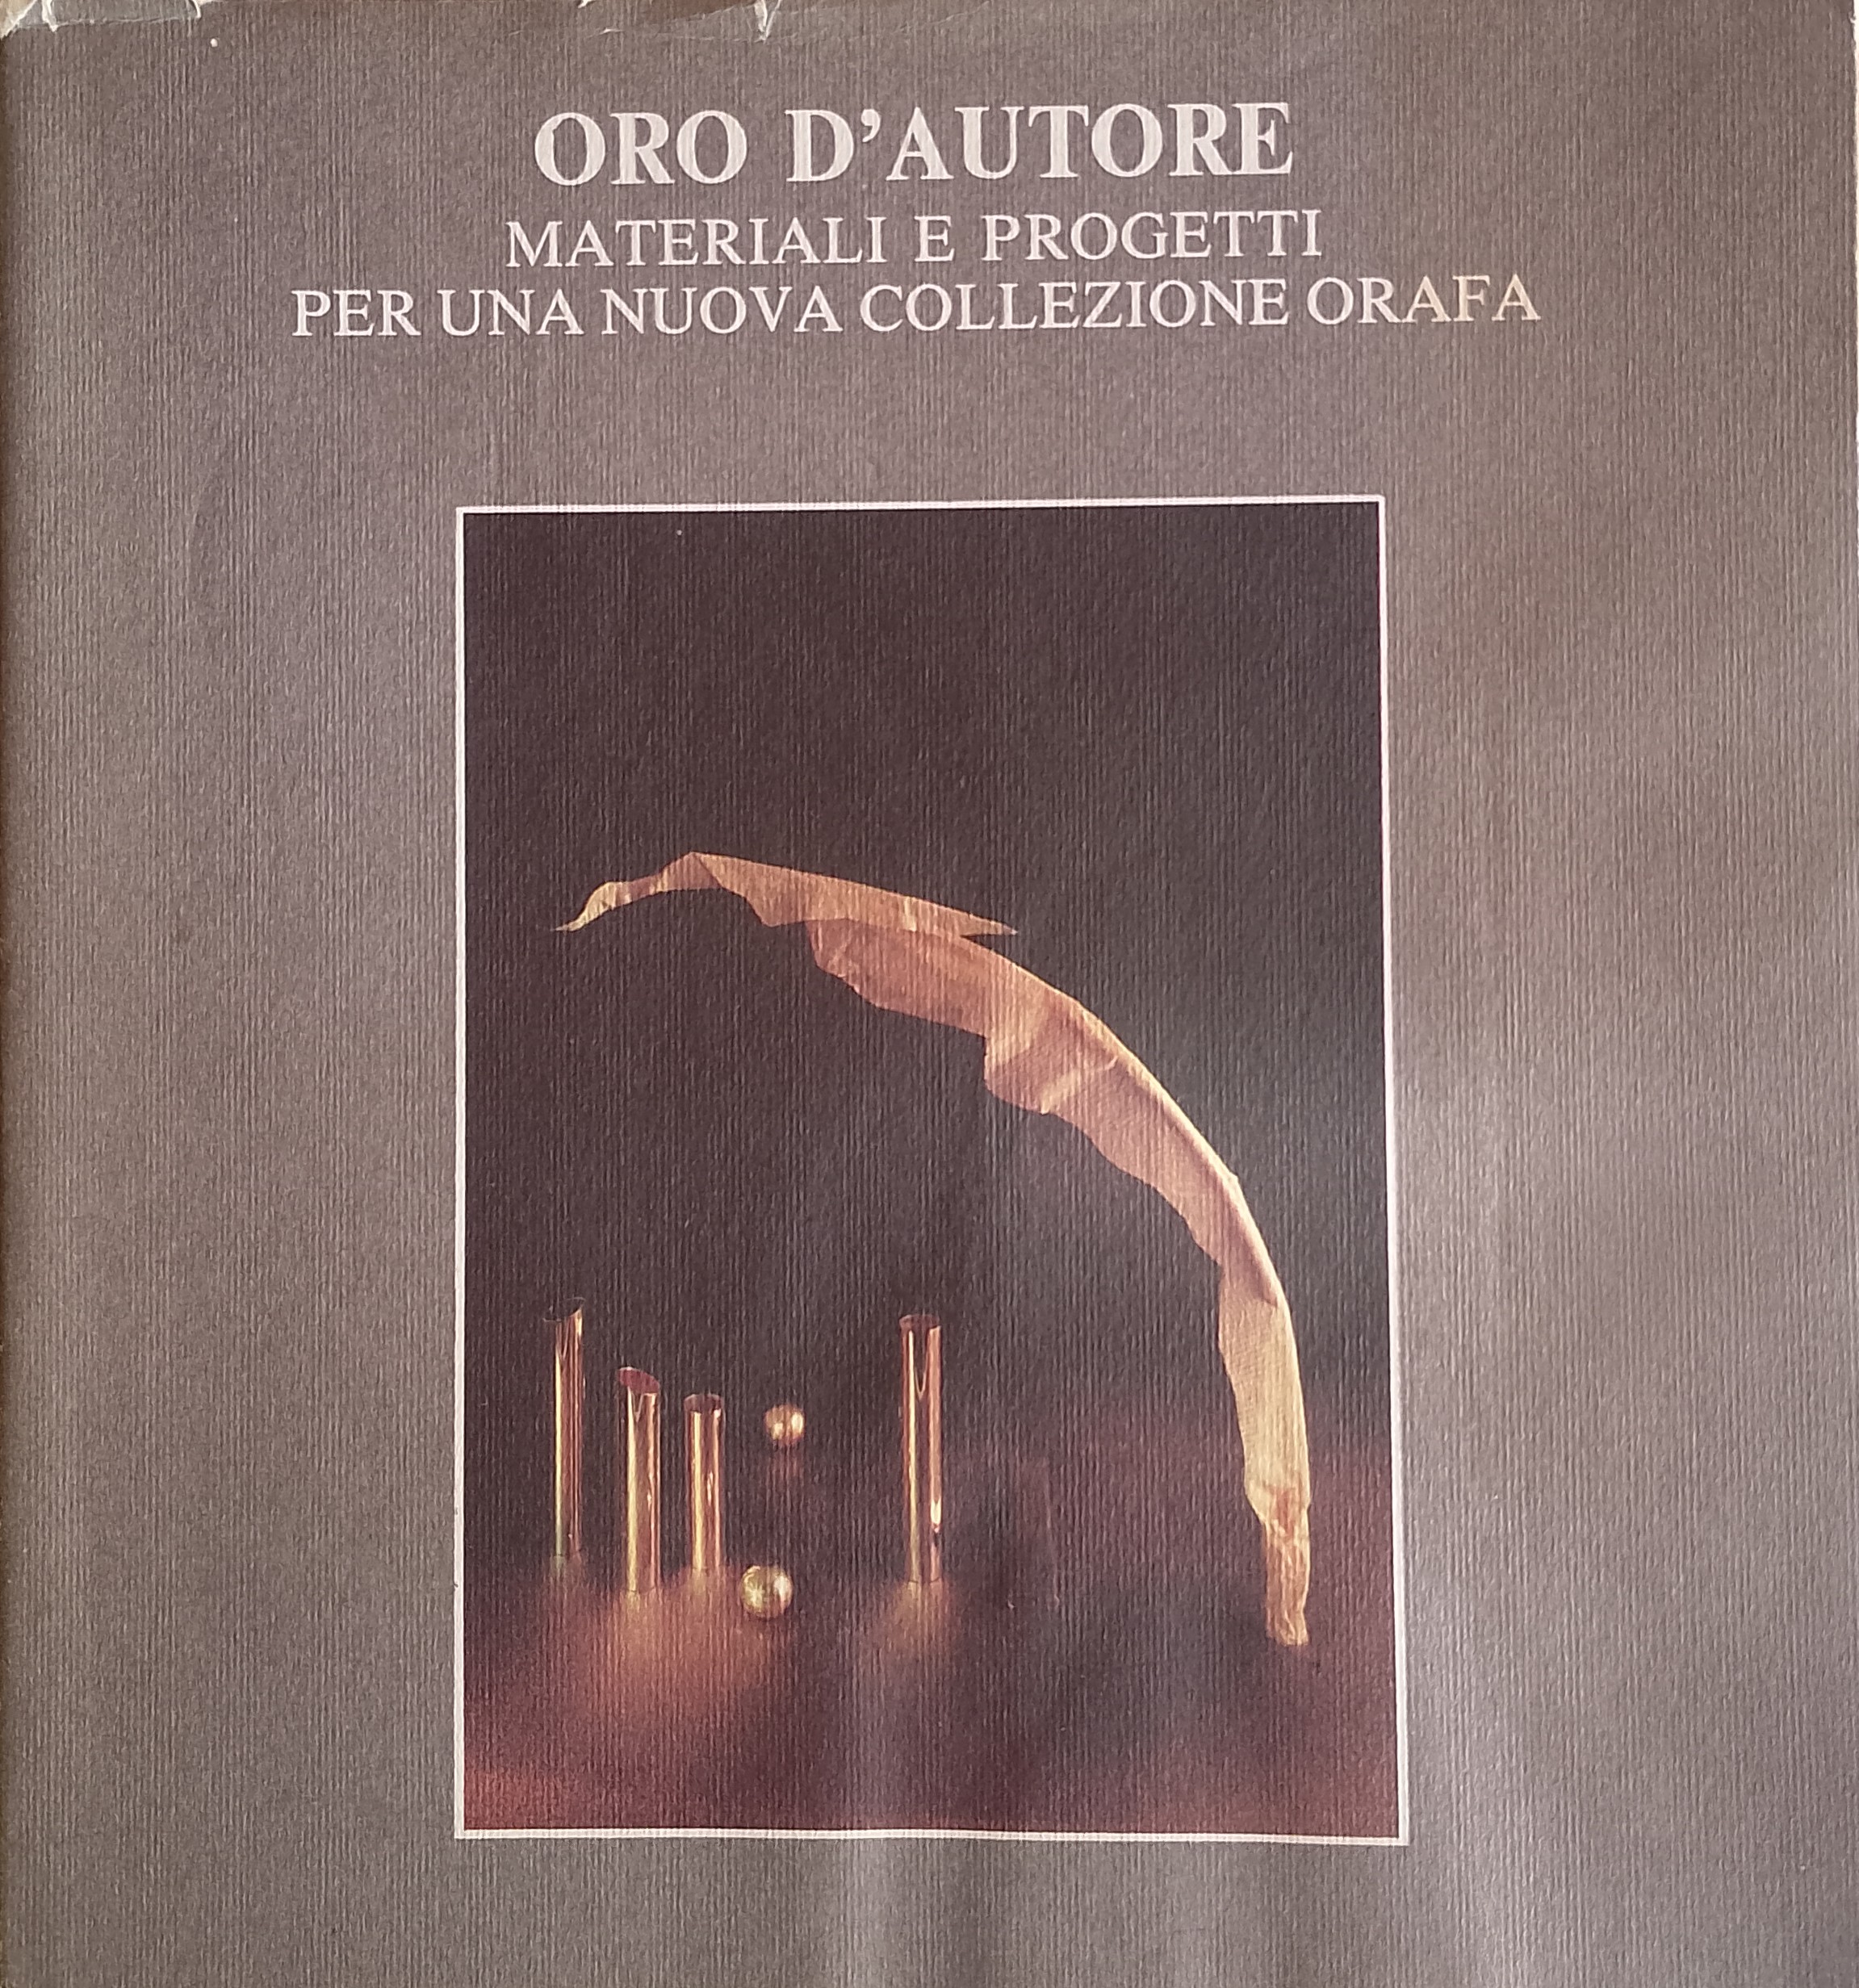 ORO D'AUTORE
MATERIALI E PROGETTI
PER UNA NUOVA COLLEZIONE ORAFA